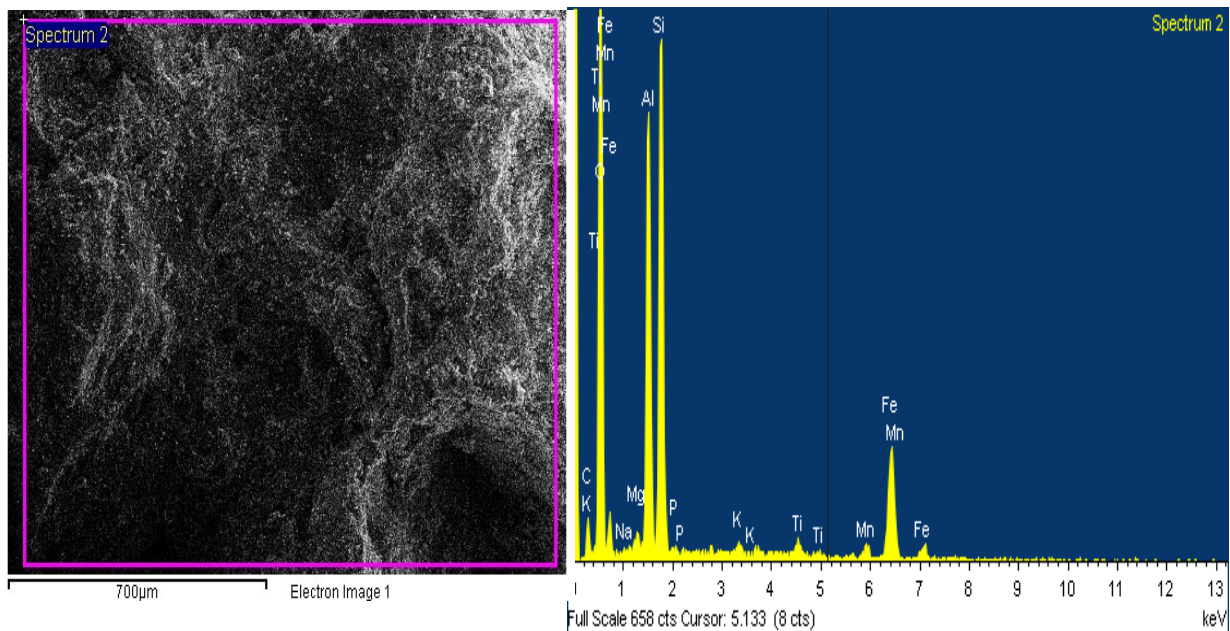 Spectrum 2
700µm
Electron Image 1
Spectrum 2
Fe
Mn
Ti
Mn
Fe
O
Ti
Si
Al
C
K
Na
Mg
P
P
K
K
Ti
Ti
Mn
Fe
Mn
Fe
1 2 3 4 5 6 7 8 9 10 11 12 13
Full Scale 658 cts Cursor: 5.133 (8 cts)
keV